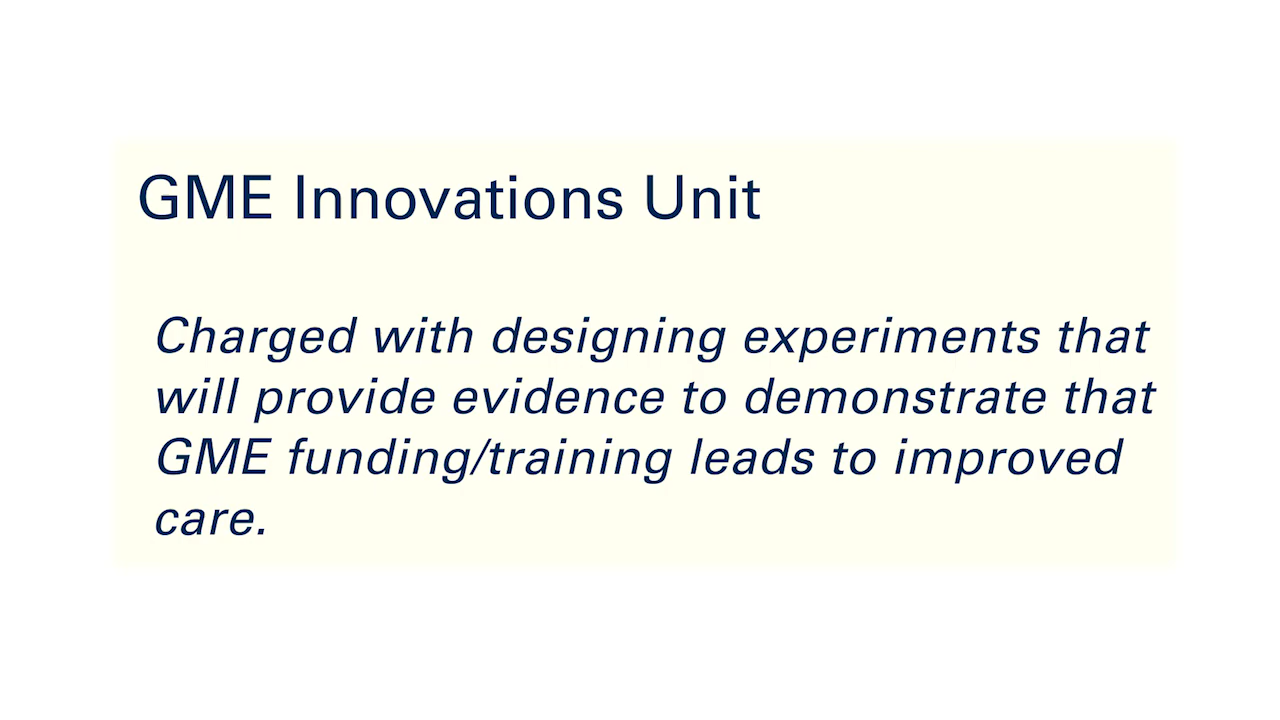 GME Innovations Unit
Charged with designing experiments that
will provide evidence to demonstrate that
GME funding/training leads to improved
care.